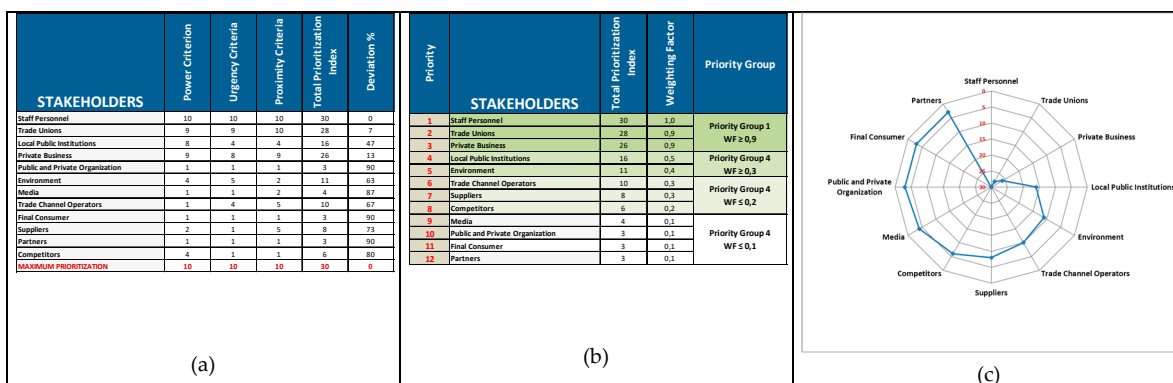 STAKEHOLDERS Power Criterion Urgency Criteria Proximity Criteria Total Prioritization Index Deviation %
Staff Personnel 10 10 10 30 0
Trade Unions 9 9 10 28 7
Local Public Institutions 8 4 4 16 47
Private Business 9 8 9 26 13
Public and Private Organization 1 1 1 3 90
Environment 4 5 2 11 63
Media 1 1 2 4 87
Trade Channel Operators 1 4 5 10 67
Final Consumer 1 1 1 3 90
Suppliers 2 1 5 8 73
Partners 1 1 1 3 90
Competitors 4 1 1 6 80
MAXIMUM PRIORITIZATION 10 10 10 30 0
(a)
Priority STAKEHOLDERS Total Prioritization Index Weighting Factor Priority Group
1 Staff Personnel 30 1,0
2 Trade Unions 28 0,9
3 Private Business 26 0,9
Priority Group 1
WF ≥ 0,9
4 Local Public Institutions 16 0,5
5 Environment 11 0,4
Priority Group 4
WF ≥ 0,3
6 Trade Channel Operators 10 0,3
7 Suppliers 8 0,3
8 Competitors 6 0,2
Priority Group 4
WF ≤ 0,2
9 Media 4 0,1
10 Public and Private Organization 3 0,1
11 Final Consumer 3 0,1
12 Partners 3 0,1
Priority Group 4
WF ≤ 0,1
(b)
Staff Personnel
Trade Unions
Private Business
Local Public Institutions
Environment
Trade Channel Operators
Suppliers
Competitors
Media
Public and Private
Organization
Final Consumer
Partners
0
5
10
15
20
25
30
(c)